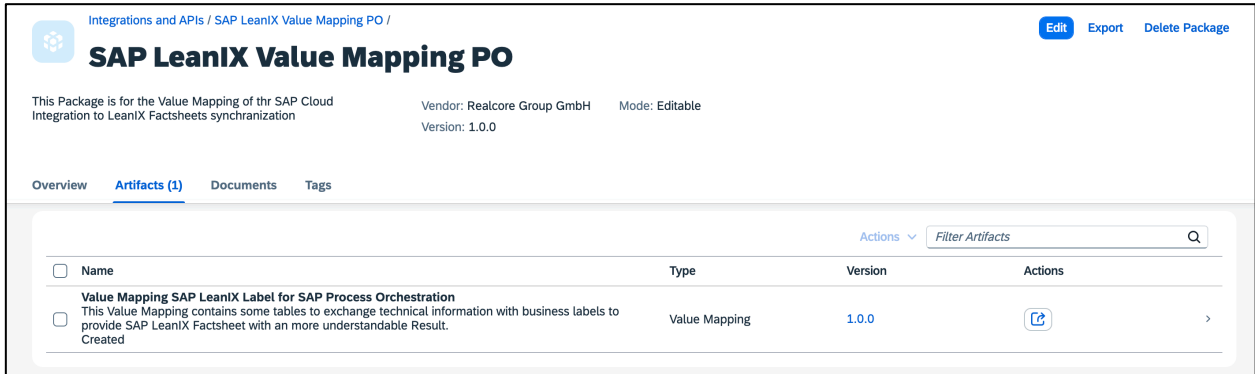 Integrations and APIs / SAP LeanIX Value Mapping PO /
Edit Export Delete Package
SAP LeanIX Value Mapping PO
This Package is for the Value Mapping of thr SAP Cloud
Integration to LeanIX Factsheets synchranization
Vendor: Realcore Group GmbH Mode: Editable
Version: 1.0.0
Overview Artifacts (1) Documents Tags
Actions Filter Artifacts
Name Type Version Actions
Value Mapping SAP LeanIX Label for SAP Process Orchestration
This Value Mapping contains some tables to exchange technical information with business labels to
provide SAP LeanIX Factsheet with an more understandable Result.
Created
Value Mapping 1.0.0